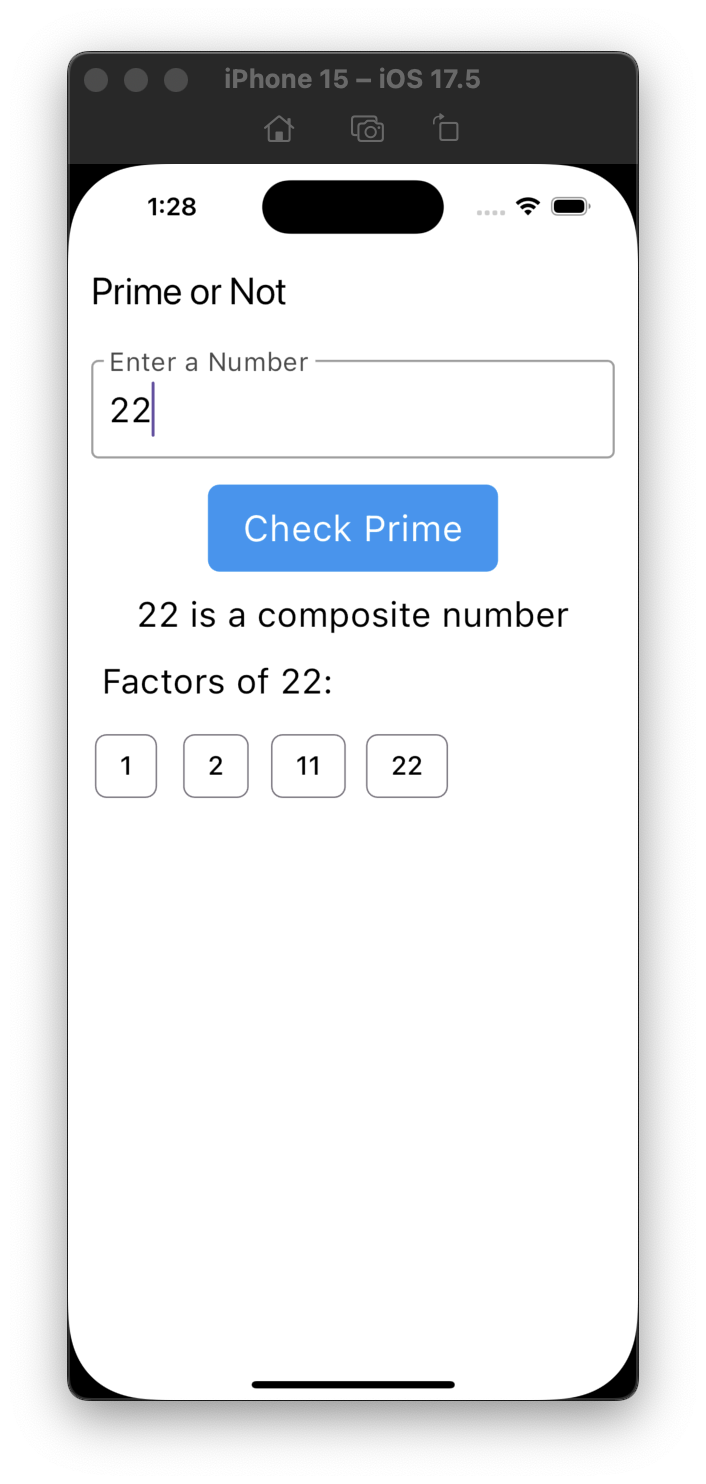 iPhone 15 – iOS 17.5
1:28
Prime or Not
Enter a Number
22
Check Prime
22 is a composite number
Factors of 22:
1 2 11 22